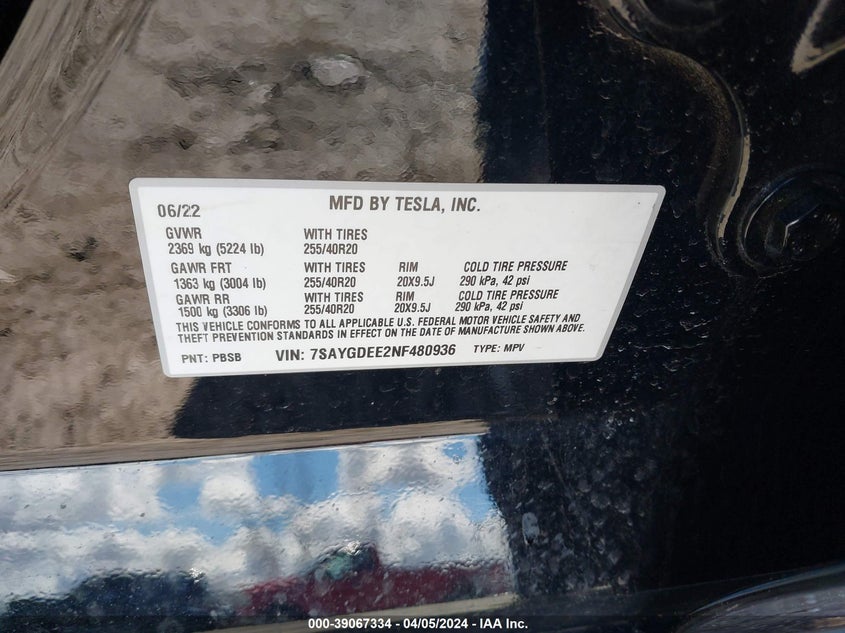 06/22 MFD BY TESLA, INC.
GVWR WITH TIRES
2369 kg (5224 lb) 255/40R20
GAWR FRT WITH TIRES RIM COLD TIRE PRESSURE
1363 kg (3004 lb) 255/40R20 20X9.5J 290 kPa, 42 psi
GAWR RR WITH TIRES RIM COLD TIRE PRESSURE
1500 kg (3306 lb) 255/40R20 20X9.5J 290 kPa, 42 psi
THIS VEHICLE CONFORMS TO ALL APPLICABLE U.S. FEDERAL MOTOR VEHICLE SAFETY AND
THEFT PREVENTION STANDARDS IN EFFECT ON THE DATE OF MANUFACTURE SHOWN ABOVE.
PNT: PBSB VIN: 7SAYGDEE2NF480936 TYPE: MPV
000-39067334 - 04/05/2024 - IAA Inc.